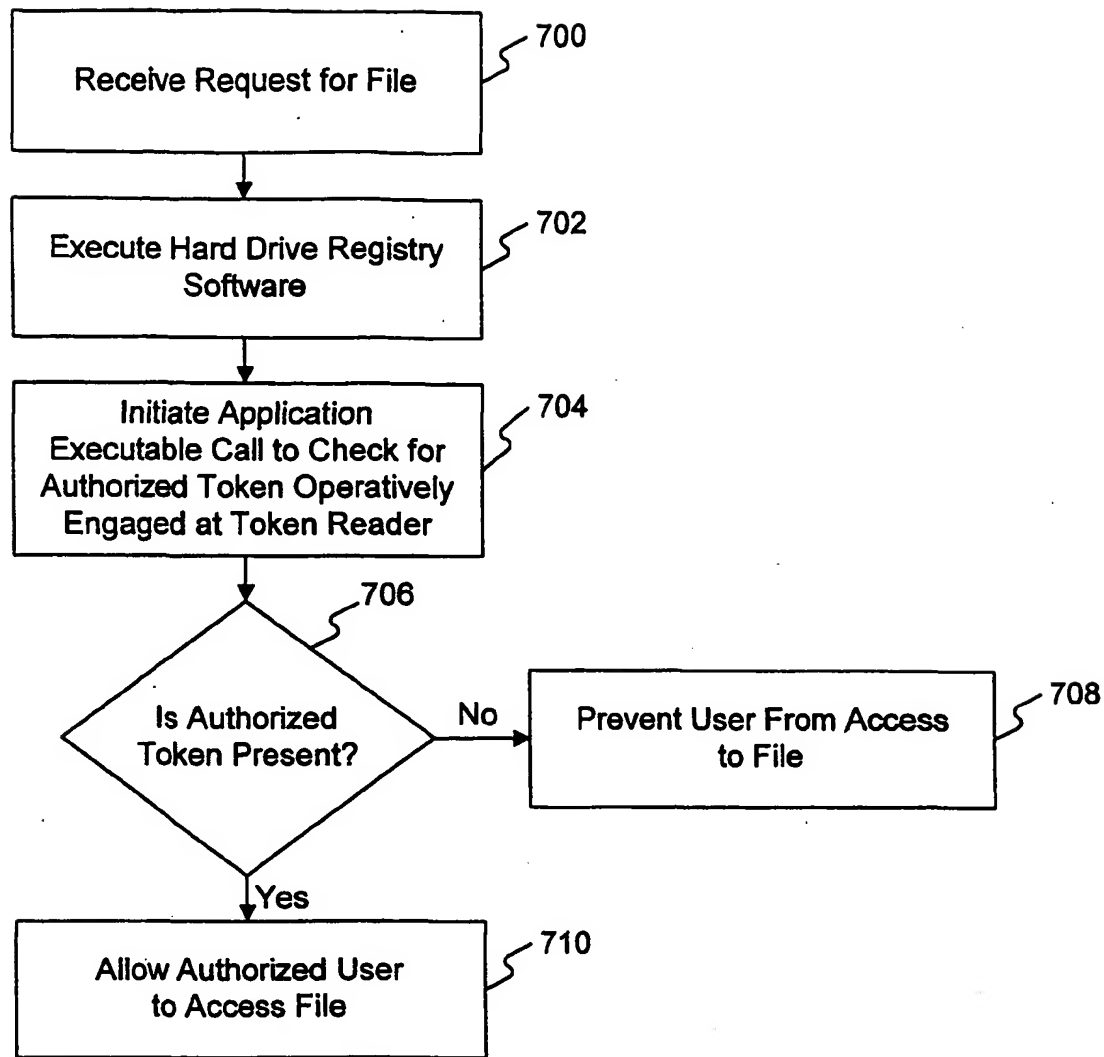 700
Receive Request for File
702
Execute Hard Drive Registry
Software
704
Initiate Application
Executable Call to Check for
Authorized Token Operatively
Engaged at Token Reader
706
Is Authorized
Token Present?
No
708
Prevent User From Access
to File
Yes
710
Allow Authorized User
to Access File